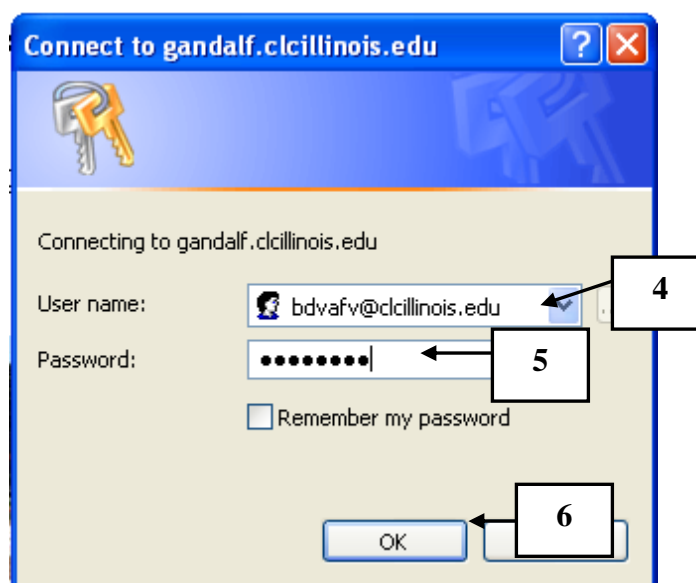 Connect to gandalf.clcillinois.edu
Connecting to gandalf.clcillinois.edu
User name:
bdvafv@clcillinois.edu
4
Password:
●●●●●●●●
5
Remember my password
6
OK